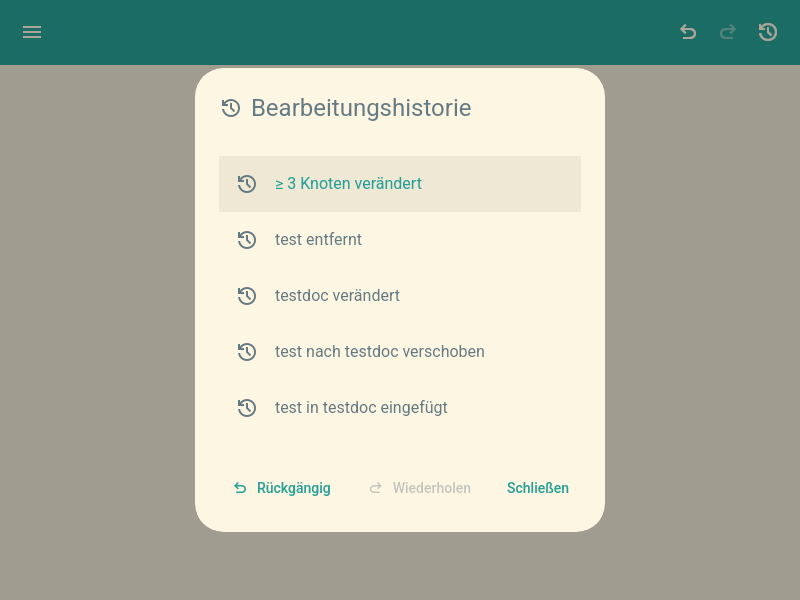 Bearbeitungshistorie
≥ 3 Knoten verändert
test entfernt
testdoc verändert
test nach testdoc verschoben
test in testdoc eingefügt
Rückgängig Wiederholen Schließen